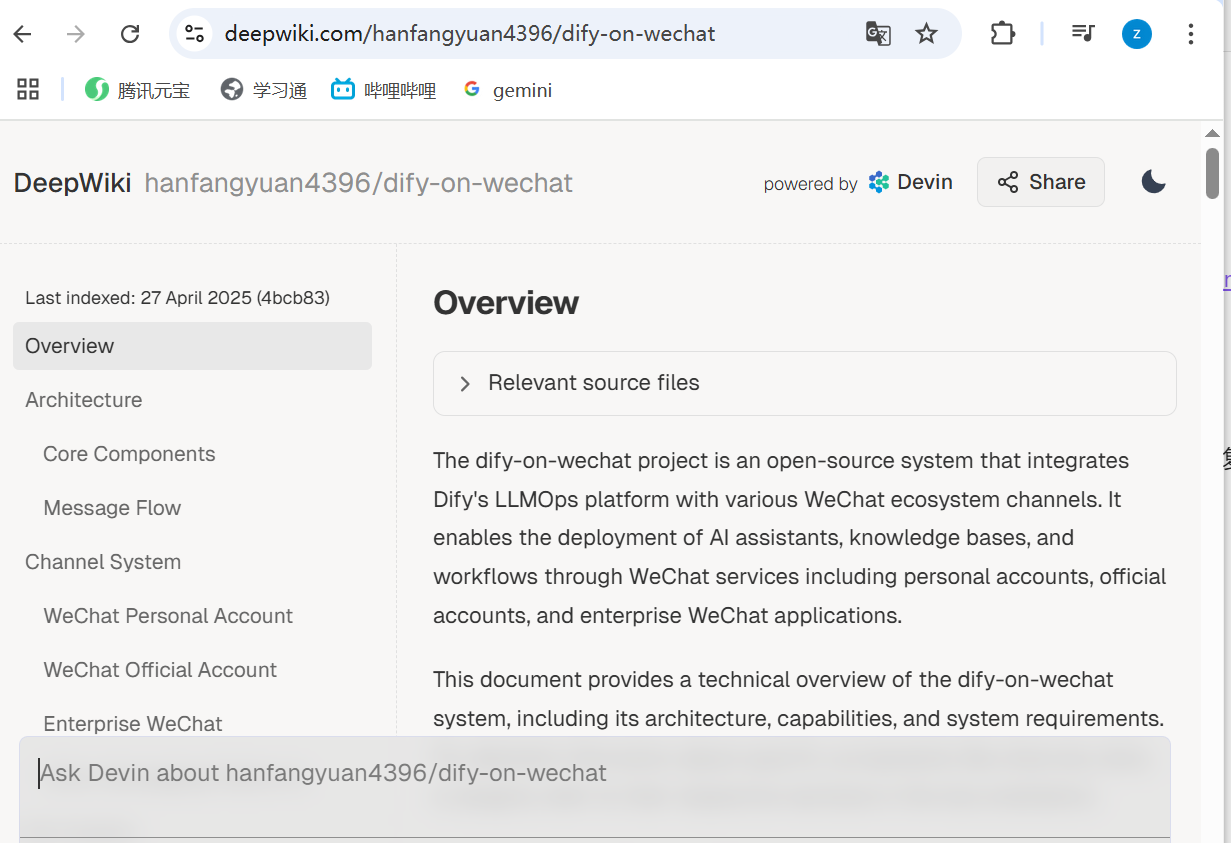 deepwiki.com/hanfangyuan4396/dify-on-wechat
z
腾讯元宝
学习通
哔哩哔哩
gemini
DeepWiki hanfangyuan4396/dify-on-wechat
powered by Devin
Share
Last indexed: 27 April 2025 (4bcb83)
Overview
Architecture
Core Components
Message Flow
Channel System
WeChat Personal Account
WeChat Official Account
Enterprise WeChat
Overview
Relevant source files
The dify-on-wechat project is an open-source system that integrates
Dify's LLMOps platform with various WeChat ecosystem channels. It
enables the deployment of AI assistants, knowledge bases, and
workflows through WeChat services including personal accounts, official
accounts, and enterprise WeChat applications.
This document provides a technical overview of the dify-on-wechat
system, including its architecture, capabilities, and system requirements.
Ask Devin about hanfangyuan4396/dify-on-wechat